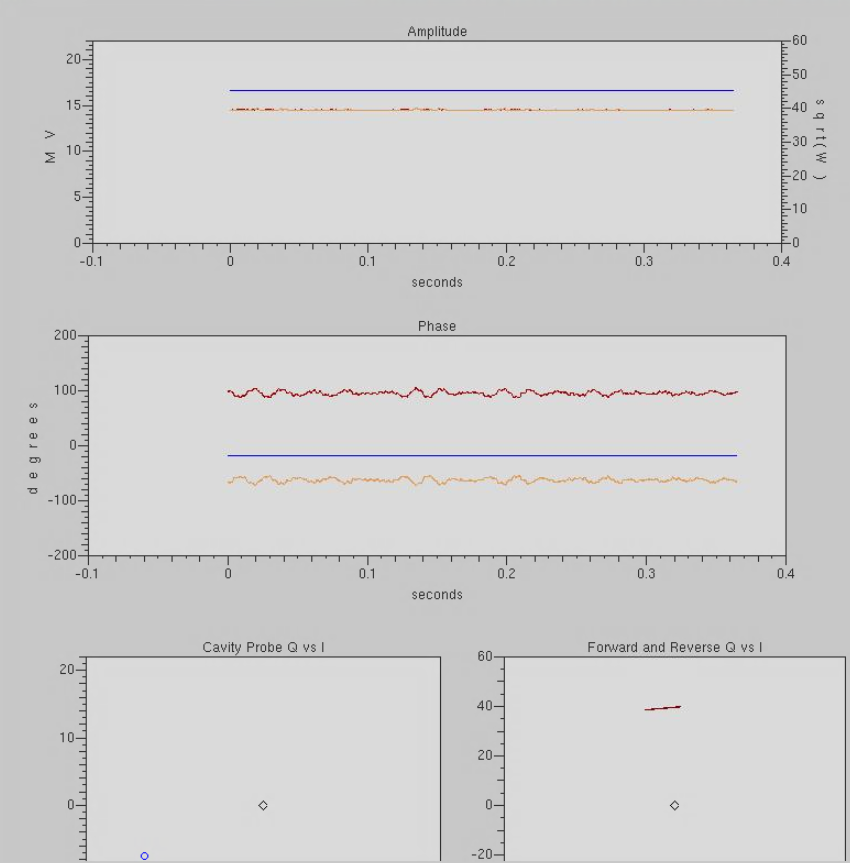 Amplitude
20
15
10
5
0
M V
60
50
40
30
20
10
0
sqrt(W)
-0.1 0 0.1 0.2 0.3 0.4
seconds
Phase
200
100
0
-100
-200
degrees
-0.1 0 0.1 0.2 0.3 0.4
seconds
Cavity Probe Q vs I
20
10
0
Forward and Reverse Q vs I
60
40
20
0
-20